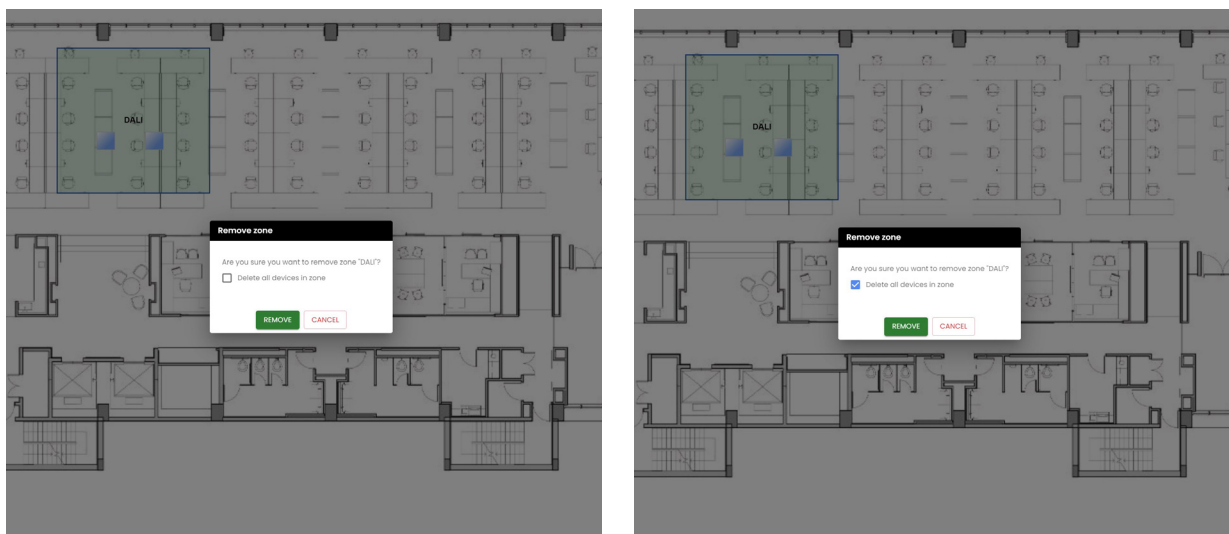 DALI
Remove zone
Are you sure you want to remove zone "DALI"?
Delete all devices in zone
REMOVE CANCEL
DALI
Remove zone
Are you sure you want to remove zone "DALI"?
Delete all devices in zone
REMOVE CANCEL